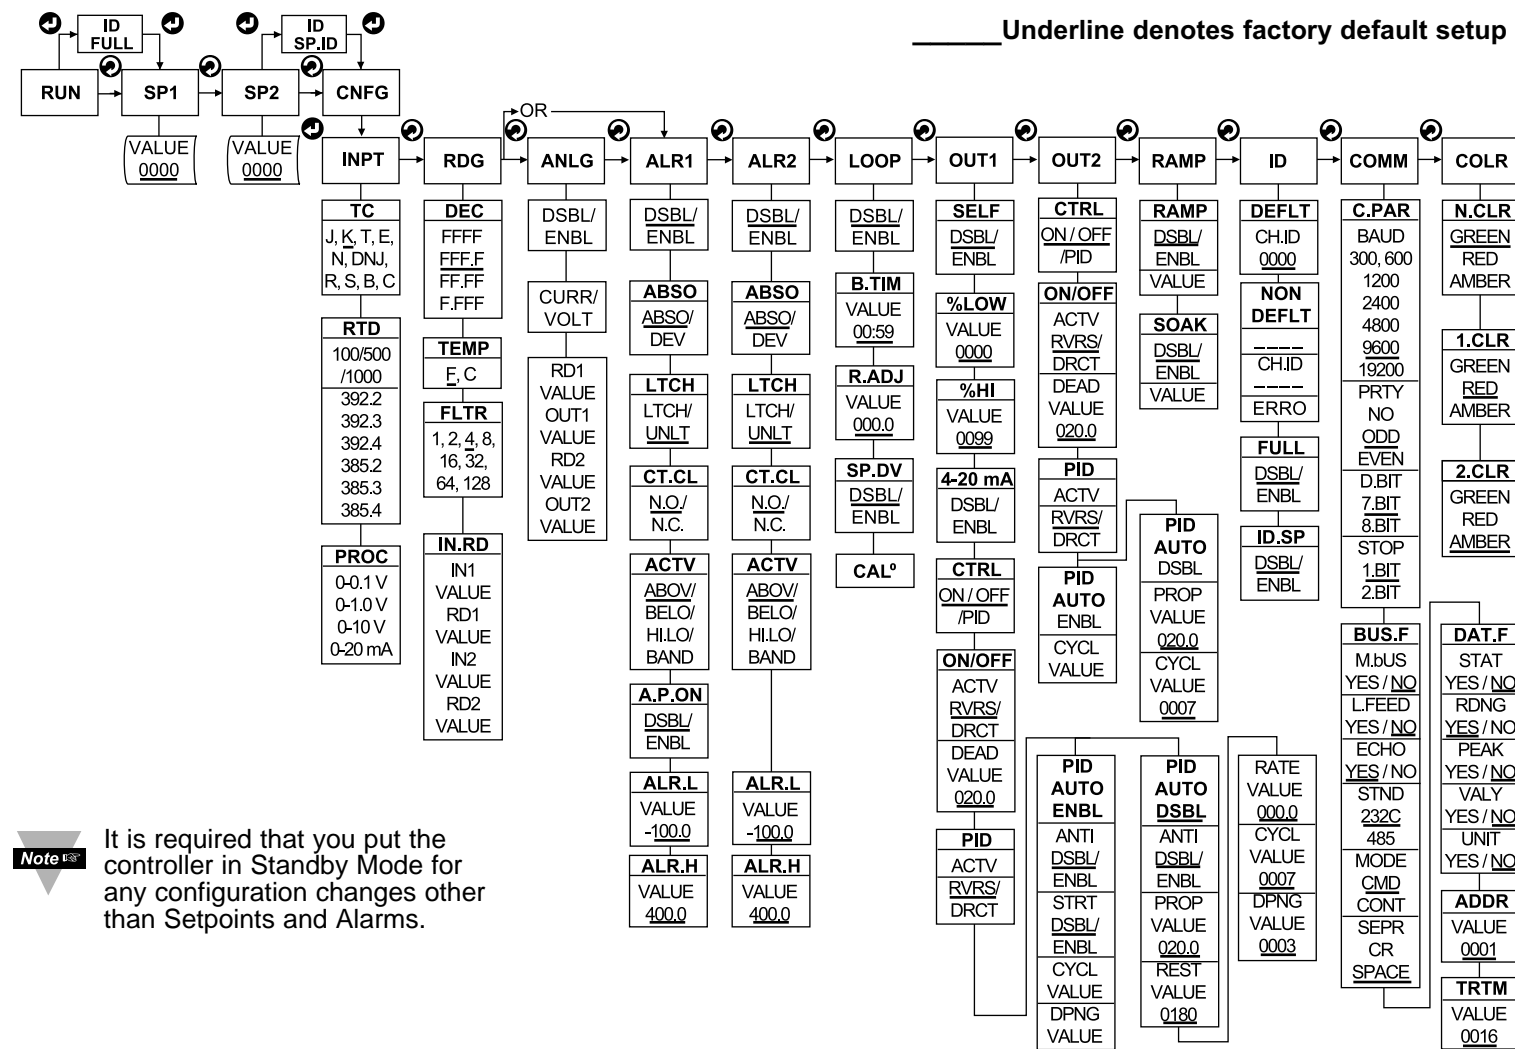 ______Underline denotes factory default setup
ID
FULL
ID
SP.ID
RUN
SP1
SP2
CNFG
VALUE
0000
VALUE
0000
OR
INPT
RDG
ANLG
ALR1
ALR2
LOOP
OUT1
OUT2
RAMP
ID
COMM
COLR
TC
J, K, T, E,
N, DNJ,
R, S, B, C
RTD
100/500
/1000
392.2
392.3
392.4
385.2
385.3
385.4
PROC
0-0.1 V
0-1.0 V
0-10 V
0-20 mA
DEC
FFFF
FFF.F
FF.FF
F.FFF
TEMP
F, C
FLTR
1, 2, 4, 8,
16, 32,
64, 128
IN.RD
IN1
VALUE
RD1
VALUE
IN2
VALUE
RD2
VALUE
DSBL/
ENBL
CURR/
VOLT
RD1
VALUE
OUT1
VALUE
RD2
VALUE
OUT2
VALUE
DSBL/
ENBL
ABSO
ABSO/
DEV
LTCH
LTCH/
UNLT
CT.CL
N.O./
N.C.
ACTV
ABOV/
BELO/
HI.LO/
BAND
A.P.ON
DSBL/
ENBL
ALR.L
VALUE
-100.0
ALR.H
VALUE
400.0
DSBL/
ENBL
ABSO
ABSO/
DEV
LTCH
LTCH/
UNLT
CT.CL
N.O./
N.C.
ACTV
ABOV/
BELO/
HI.LO/
BAND
ALR.L
VALUE
-100.0
ALR.H
VALUE
400.0
DSBL/
ENBL
B.TIM
VALUE
00:59
R.ADJ
VALUE
000.0
SP.DV
DSBL/
ENBL
CALº
SELF
DSBL/
ENBL
%LOW
VALUE
0000
%HI
VALUE
0099
4-20 mA
DSBL/
ENBL
CTRL
ON / OFF
/PID
ON/OFF
ACTV
RVRS/
DRCT
DEAD
VALUE
020.0
PID
ACTV
RVRS/
DRCT
CTRL
ON / OFF
/PID
ON/OFF
ACTV
RVRS/
DRCT
DEAD
VALUE
020.0
PID
ACTV
RVRS/
DRCT
PID
AUTO
ENBL
CYCL
VALUE
PID
AUTO
DSBL
PROP
VALUE
020.0
CYCL
VALUE
0007
PID
AUTO
ENBL
ANTI
DSBL/
ENBL
STRT
DSBL/
ENBL
CYCL
VALUE
DPNG
VALUE
PID
AUTO
DSBL
ANTI
DSBL/
ENBL
PROP
VALUE
020.0
REST
VALUE
0180
RATE
VALUE
000.0
CYCL
VALUE
0007
DPNG
VALUE
0003
RAMP
DSBL/
ENBL
VALUE
SOAK
DSBL/
ENBL
VALUE
DEFLT
CH.ID
0000
NON
DEFLT
_ _ _ _
CH.ID
_ _ _ _
ERRO
FULL
DSBL/
ENBL
ID.SP
DSBL/
ENBL
C.PAR
BAUD
300, 600
1200
2400
4800
9600
19200
PRTY
NO
ODD
EVEN
D.BIT
7.BIT
8.BIT
STOP
1.BIT
2.BIT
BUS.F
M.bUS
YES / NO
L.FEED
YES / NO
ECHO
YES / NO
STND
232C
485
MODE
CMD
CONT
SEPR
CR
SPACE
N.CLR
GREEN
RED
AMBER
1.CLR
GREEN
RED
AMBER
2.CLR
GREEN
RED
AMBER
DAT.F
STAT
YES / NO
RDNG
YES / NO
PEAK
YES / NO
VALY
YES / NO
UNIT
YES / NO
ADDR
VALUE
0001
TRTM
VALUE
0016
Note
It is required that you put the
controller in Standby Mode for
any configuration changes other
than Setpoints and Alarms.